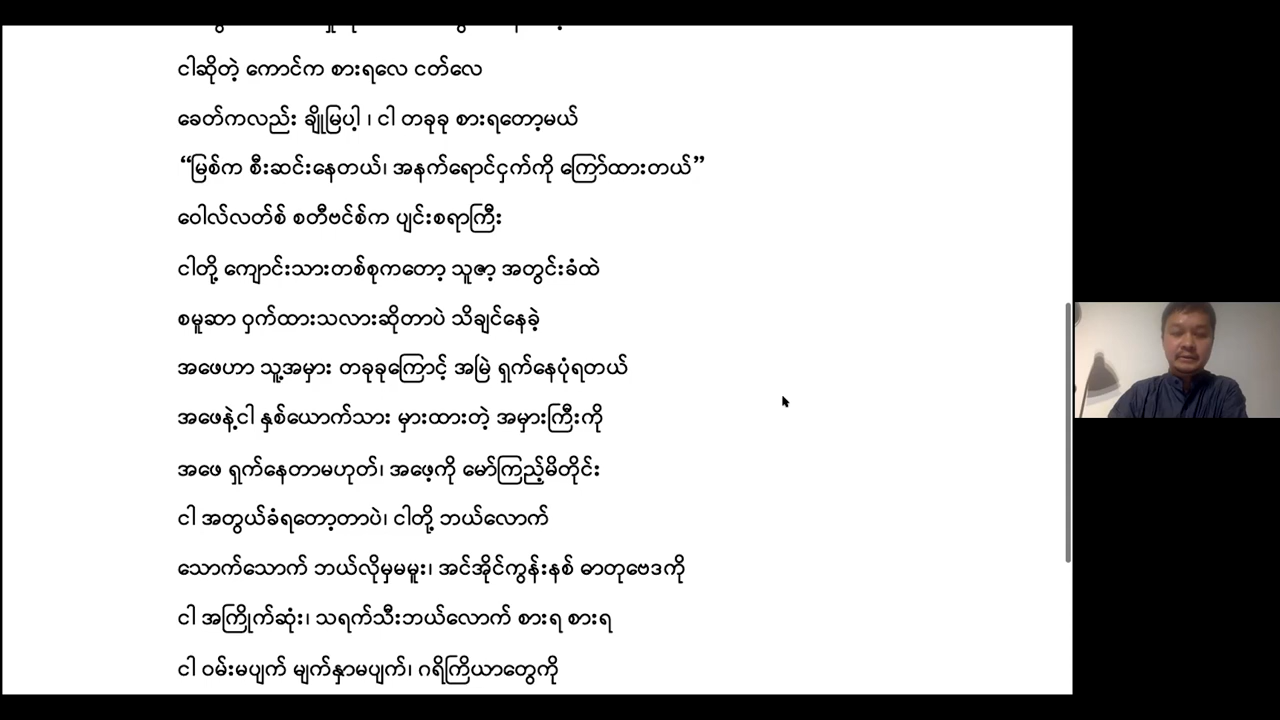 ငါဆိုတဲ့ ကောင်က စားရလေ ငတ်လေ
ခေတ်ကလည်း ချိုမြပါ့ ၊ ငါ တခုခု စားရတော့မယ်
“မြစ်က စီးဆင်းနေတယ်၊ အနက်ရောင်ငှက်ကို ကြော်ထားတယ်”
ဝေါလ်လတ်စ် စတီဗင်စ်က ပျင်းစရာကြီး
ငါတို့ ကျောင်းသားတစ်စုကတော့ သူဇာ့ အတွင်းခံထဲ
စမူဆာ ဝှက်ထားသလားဆိုတာပဲ သိချင်နေခဲ့
အဖေဟာ သူ့အမှား တခုခုကြောင့် အမြဲ ရှက်နေပုံရတယ်
အဖေနဲ့ငါ နှစ်ယောက်သား မှားထားတဲ့ အမှားကြီးကို
အဖေ ရှက်နေတာမဟုတ်၊ အဖေ့ကို မော်ကြည့်မိတိုင်း
ငါ အတွယ်ခံရတော့တာပဲ၊ ငါတို့ ဘယ်လောက်
သောက်သောက် ဘယ်လိုမှမမူး၊ အင်အိုင်ကွန်းနစ် ဓာတုဗေဒကို
ငါ အကြိုက်ဆုံး၊ သရက်သီးဘယ်လောက် စားရ စားရ
ငါ ဝမ်းမပျက် မျက်နှာမပျက်၊ ဂရိကြိယာတွေကို